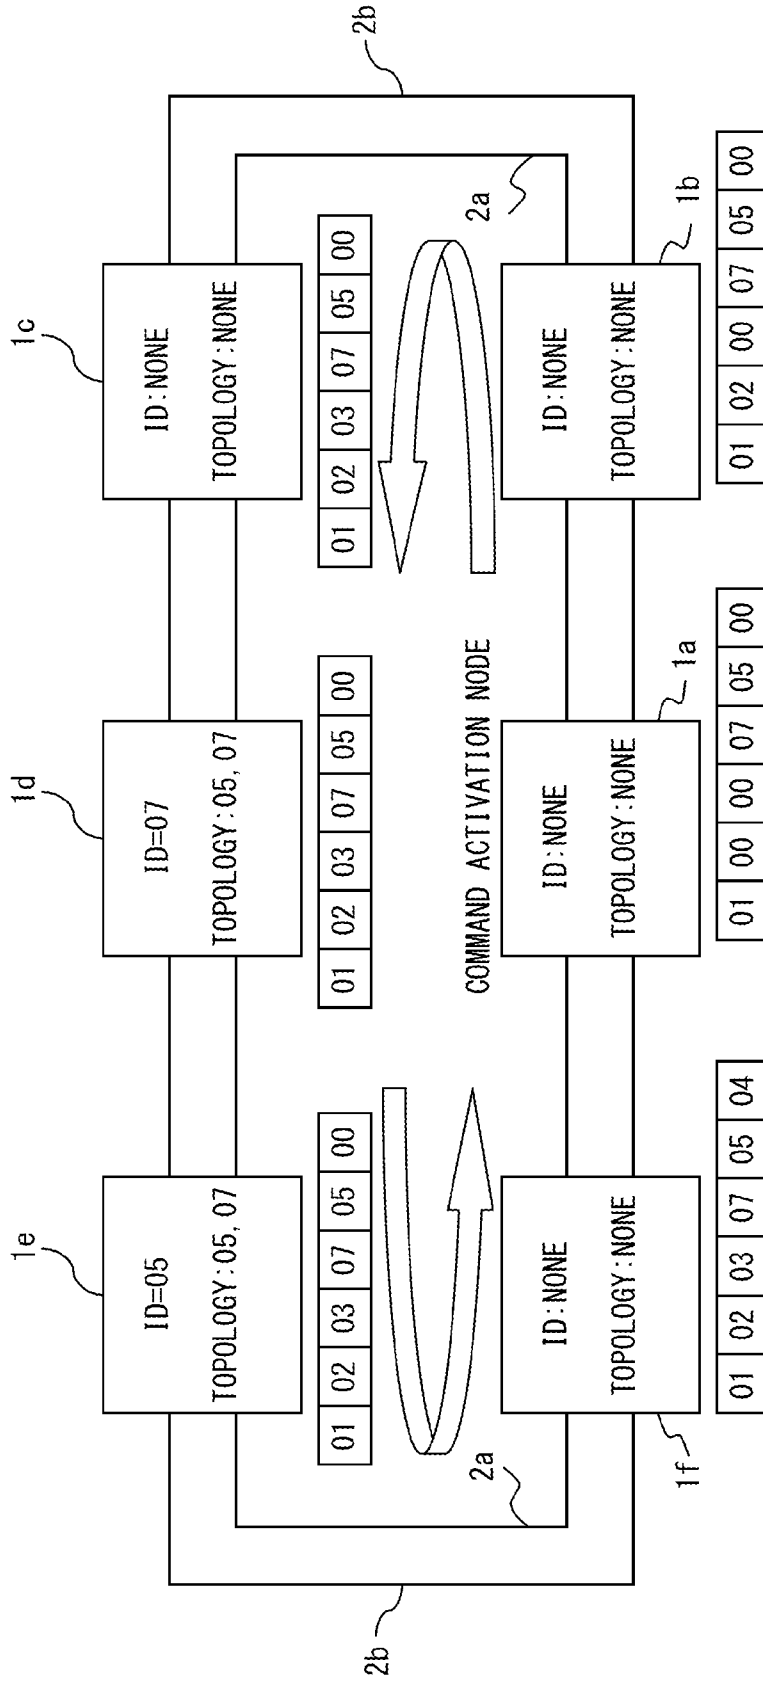 1e
1d
1c
ID=05
TOPOLOGY:05, 07
ID=07
TOPOLOGY:05, 07
ID:NONE
TOPOLOGY:NONE
01 02 03 07 05 00
01 02 03 07 05 00
01 02 03 07 05 00
2b
2a
COMMAND ACTIVATION NODE
2a
2b
ID:NONE
TOPOLOGY:NONE
ID:NONE
TOPOLOGY:NONE
ID:NONE
TOPOLOGY:NONE
1f
1a
1b
01 02 03 07 05 04
01 00 00 07 05 00
01 02 00 07 05 00